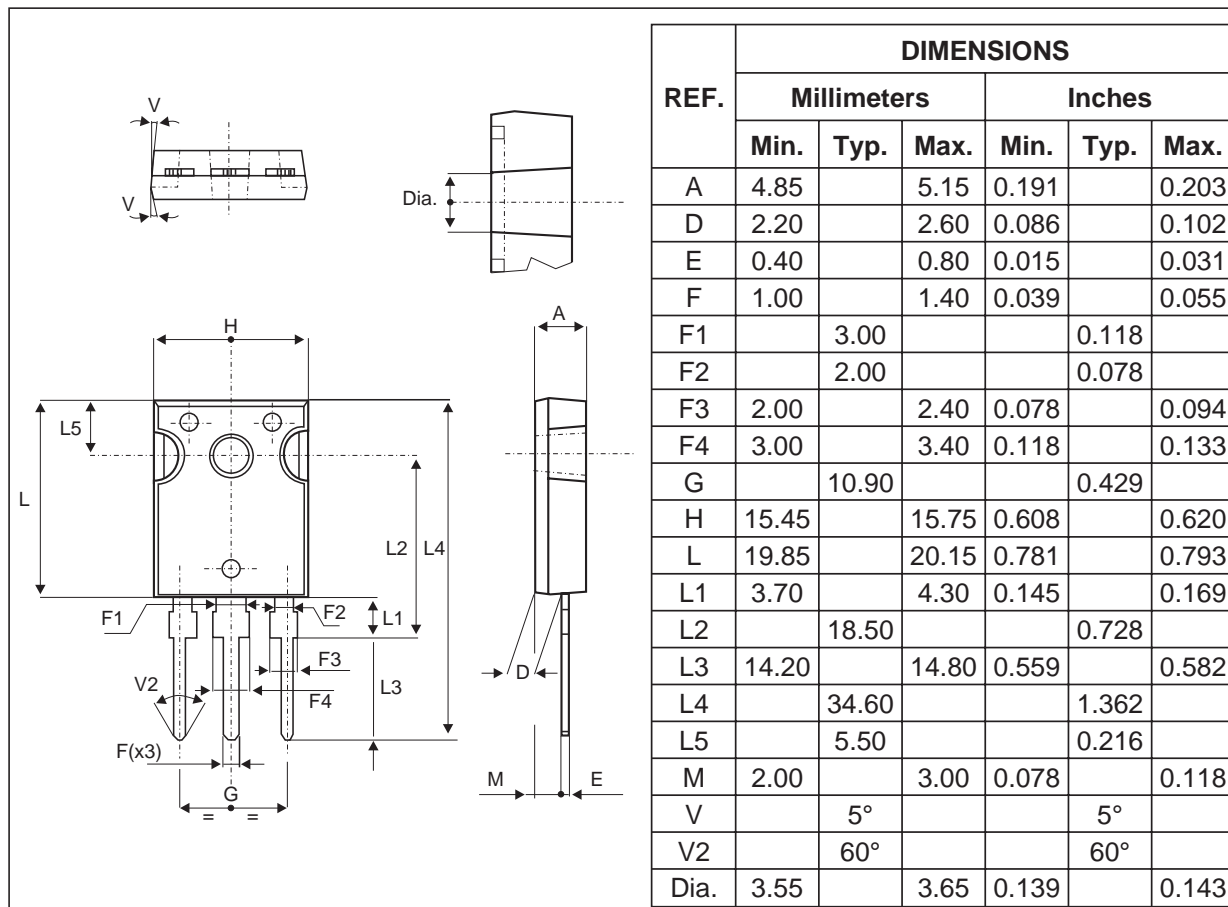 V
V
Dia.
H
A
L5
L
L2
L4
F1
F2
L1
F3
V2
D
L3
F4
F(x3)
M
E
G
= =
DIMENSIONS
REF. Millimeters Inches
Min. Typ. Max. Min. Typ. Max.
A 4.85 5.15 0.191 0.203
D 2.20 2.60 0.086 0.102
E 0.40 0.80 0.015 0.031
F 1.00 1.40 0.039 0.055
F1 3.00 0.118
F2 2.00 0.078
F3 2.00 2.40 0.078 0.094
F4 3.00 3.40 0.118 0.133
G 10.90 0.429
H 15.45 15.75 0.608 0.620
L 19.85 20.15 0.781 0.793
L1 3.70 4.30 0.145 0.169
L2 18.50 0.728
L3 14.20 14.80 0.559 0.582
L4 34.60 1.362
L5 5.50 0.216
M 2.00 3.00 0.078 0.118
V 5° 5°
V2 60° 60°
Dia. 3.55 3.65 0.139 0.143